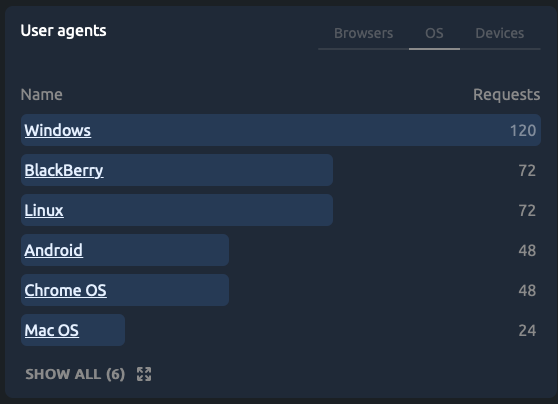 User agents
Browsers OS Devices
Name Requests
Windows 120
BlackBerry 72
Linux 72
Android 48
Chrome OS 48
Mac OS 24
SHOW ALL (6)